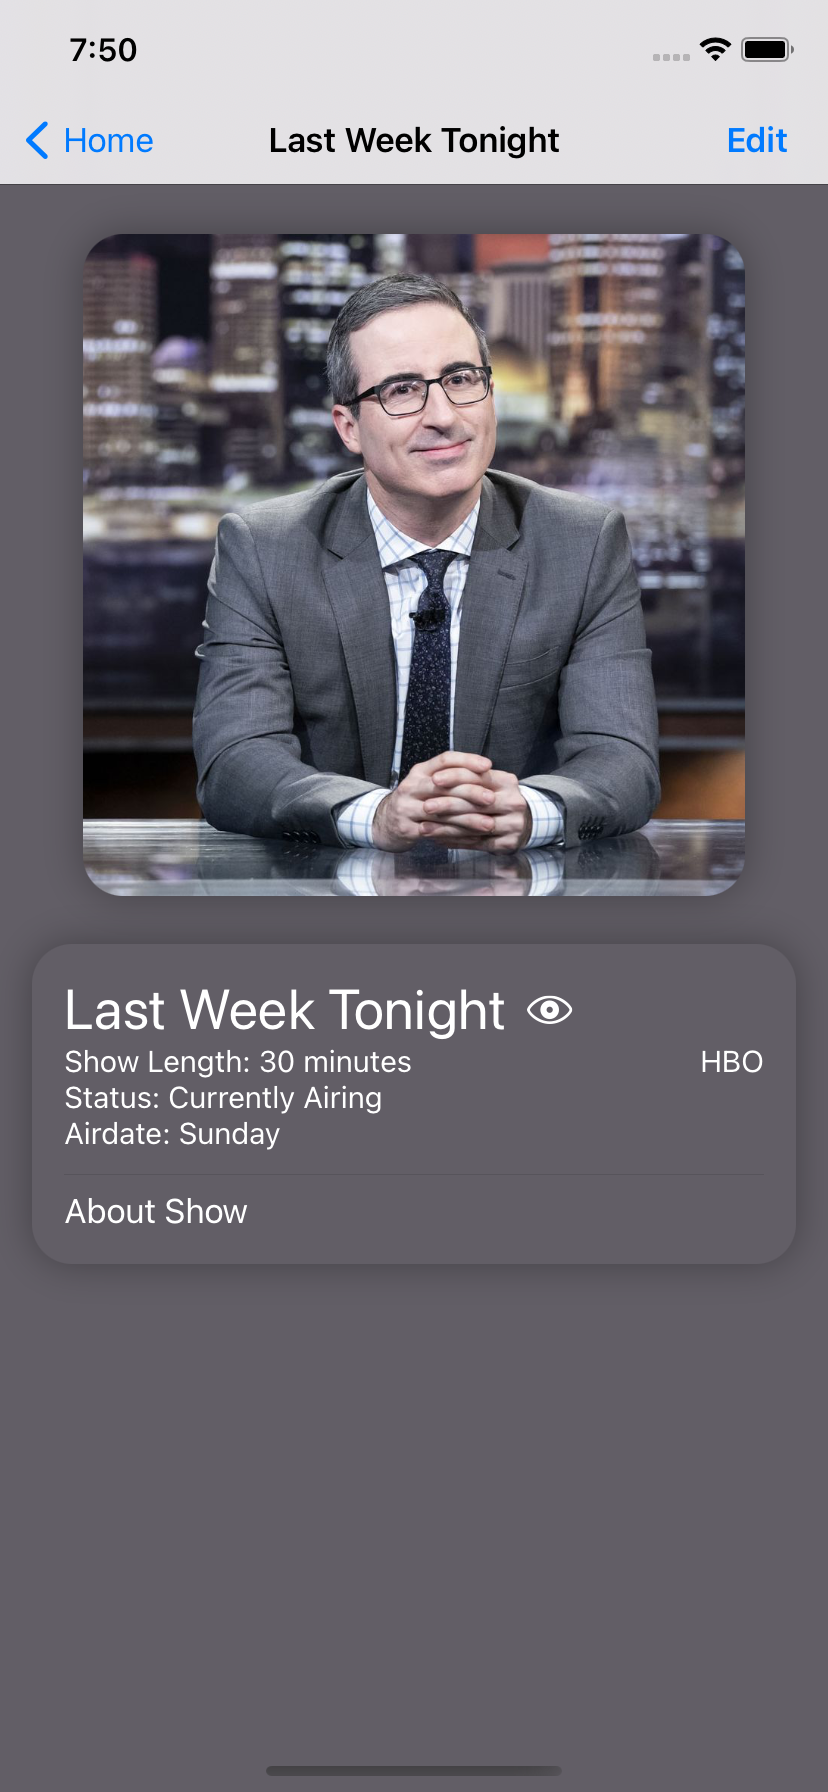 7:50
Home
Last Week Tonight
Edit
Last Week Tonight
Show Length: 30 minutes
HBO
Status: Currently Airing
Airdate: Sunday
About Show